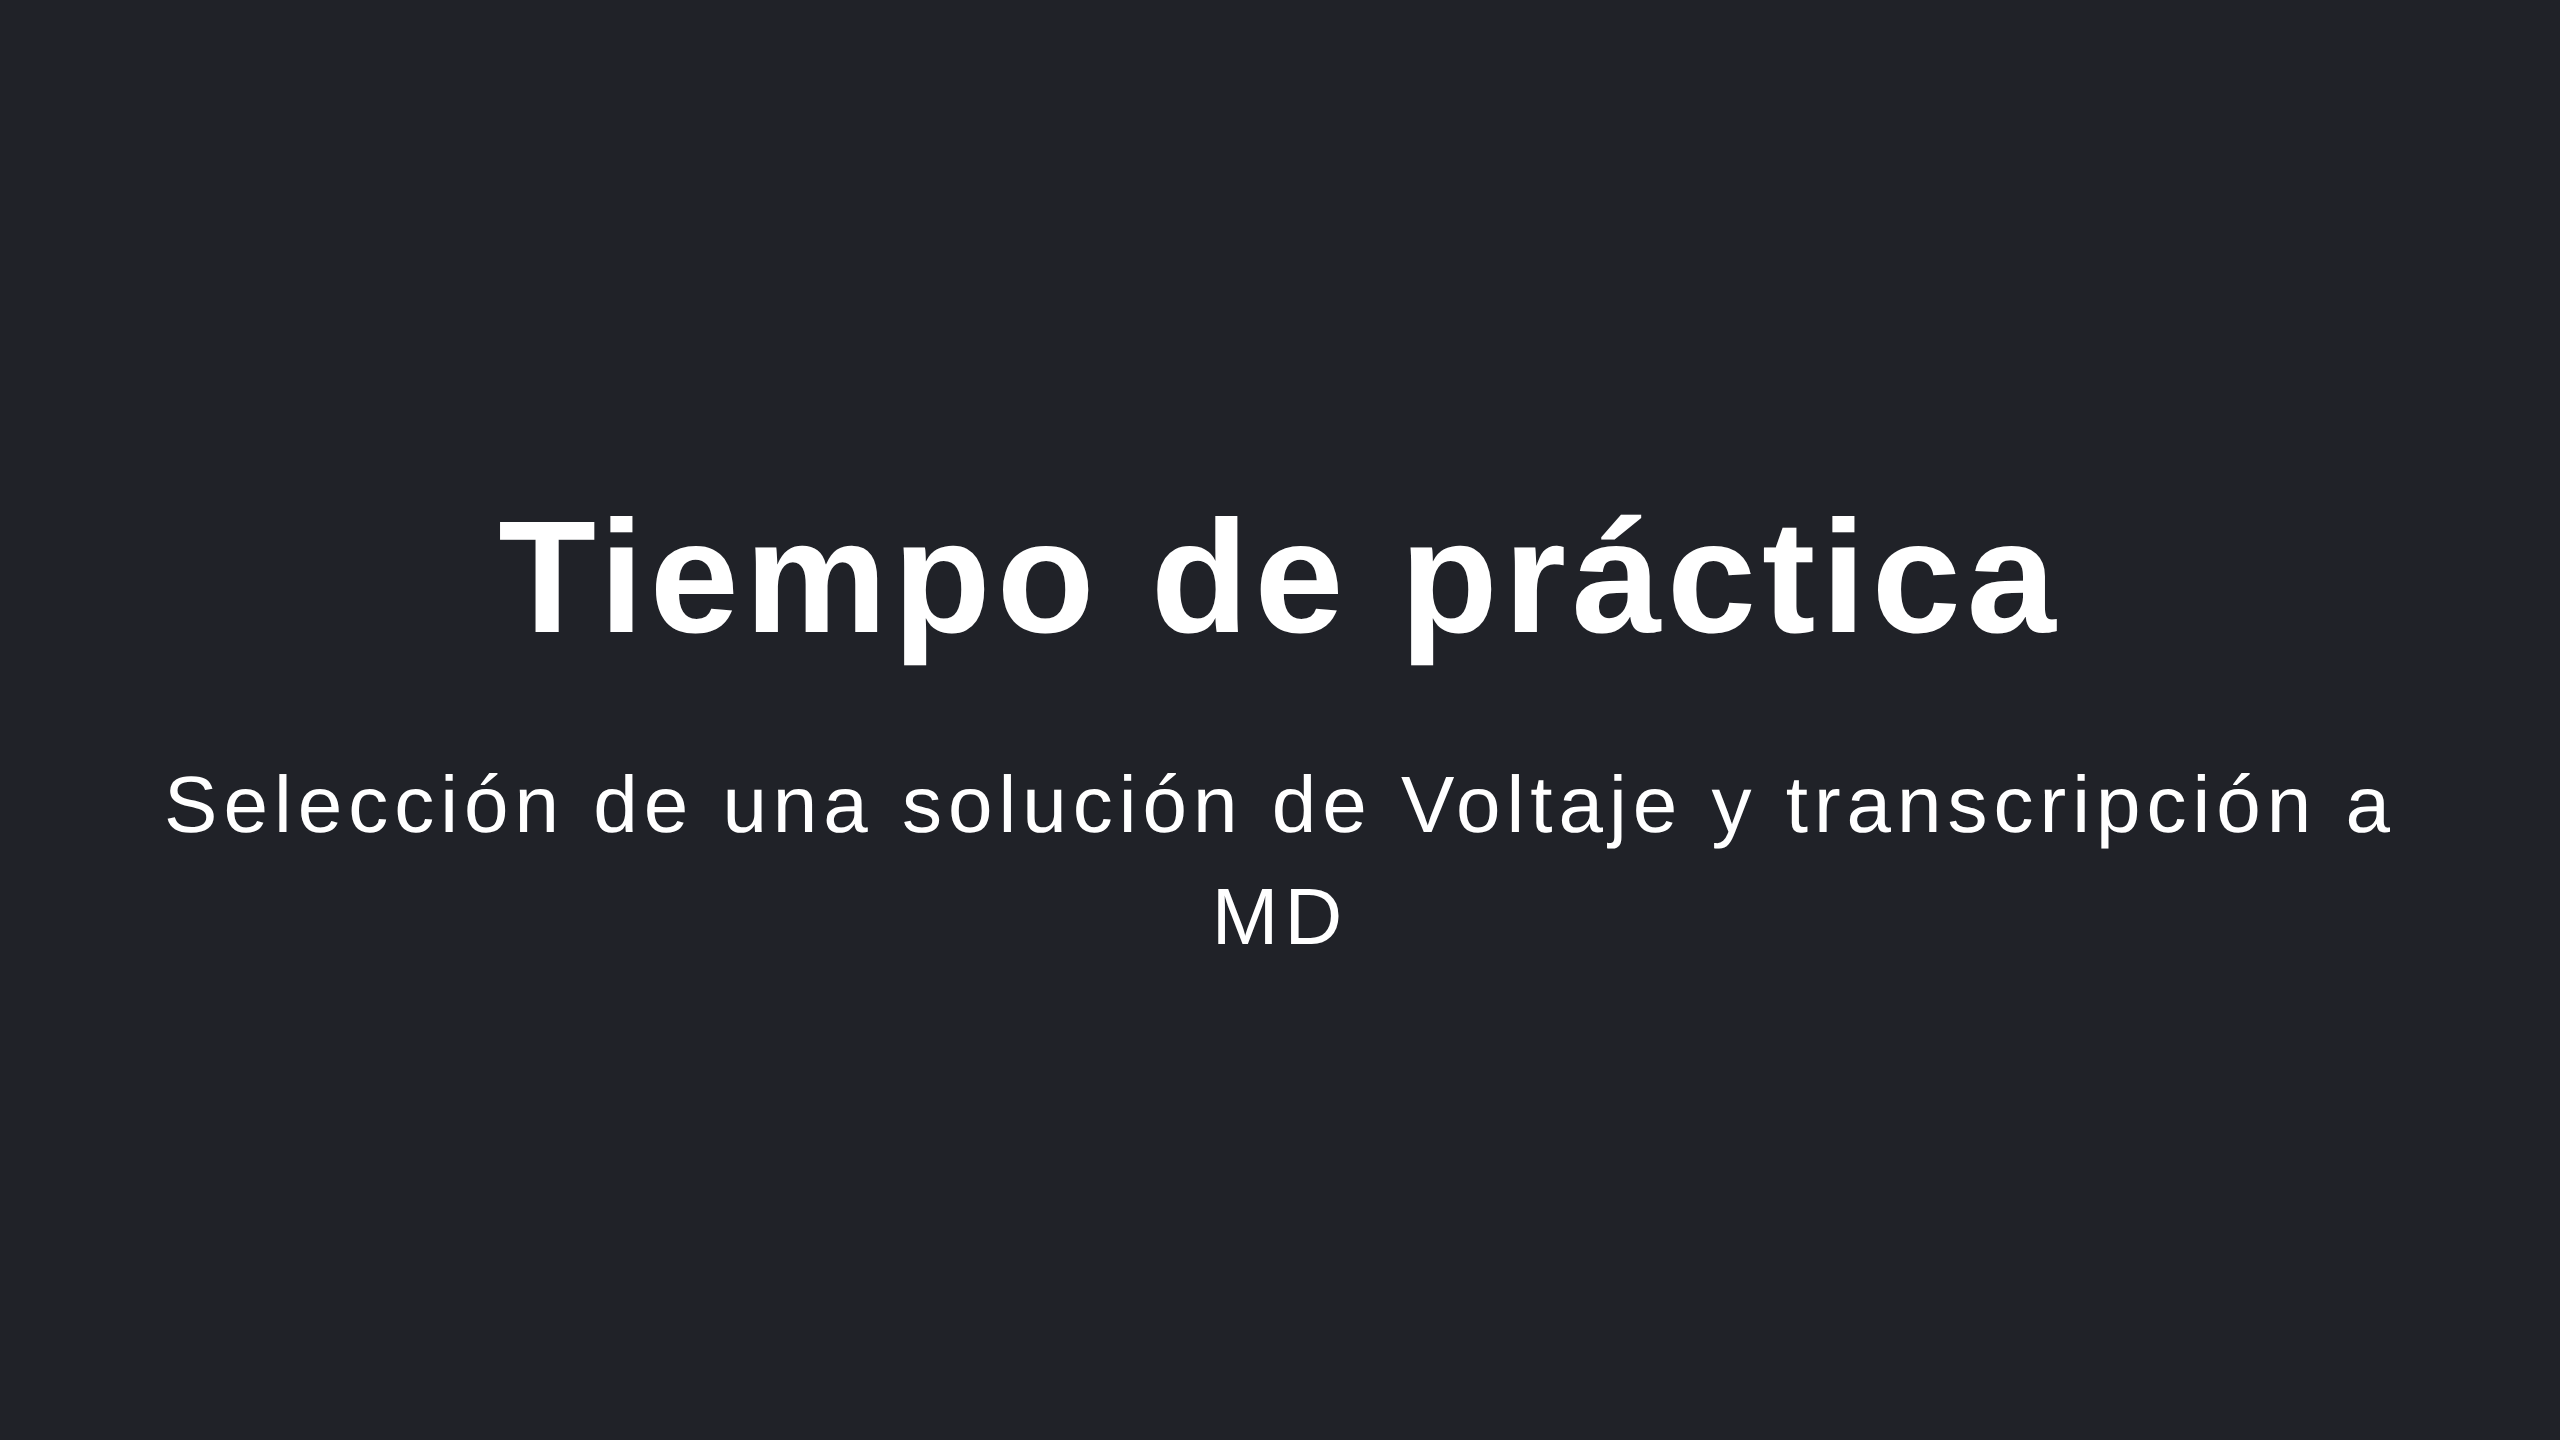 Tiempo de práctica
Selección de una solución de Voltaje y transcripción a
MD